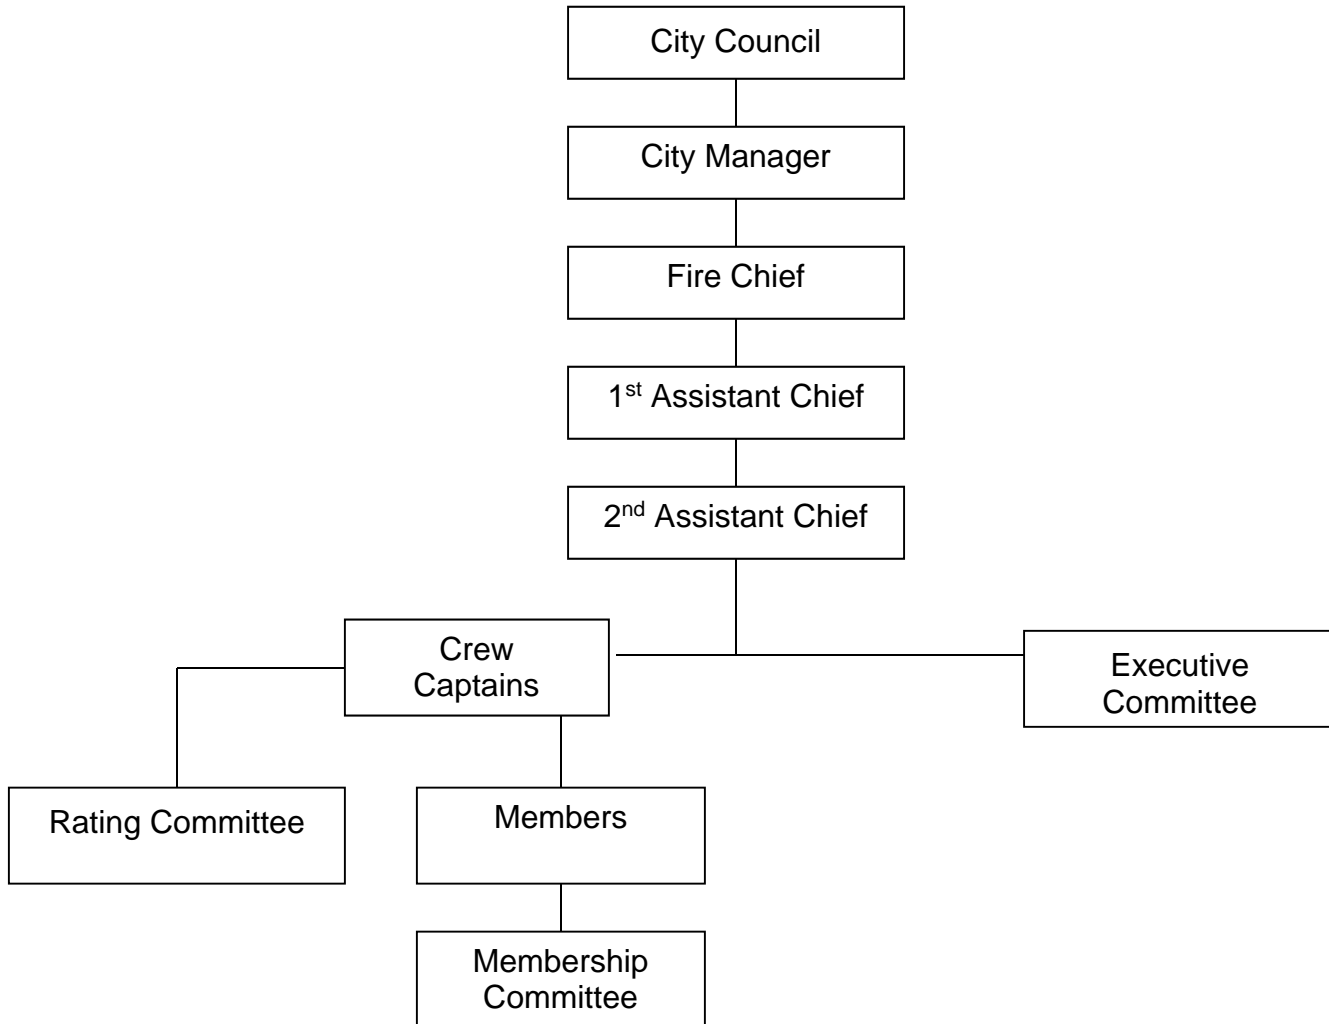 City Council
City Manager
Fire Chief
1st Assistant Chief
2nd Assistant Chief
Crew
Captains
Executive
Committee
Rating Committee
Members
Membership
Committee